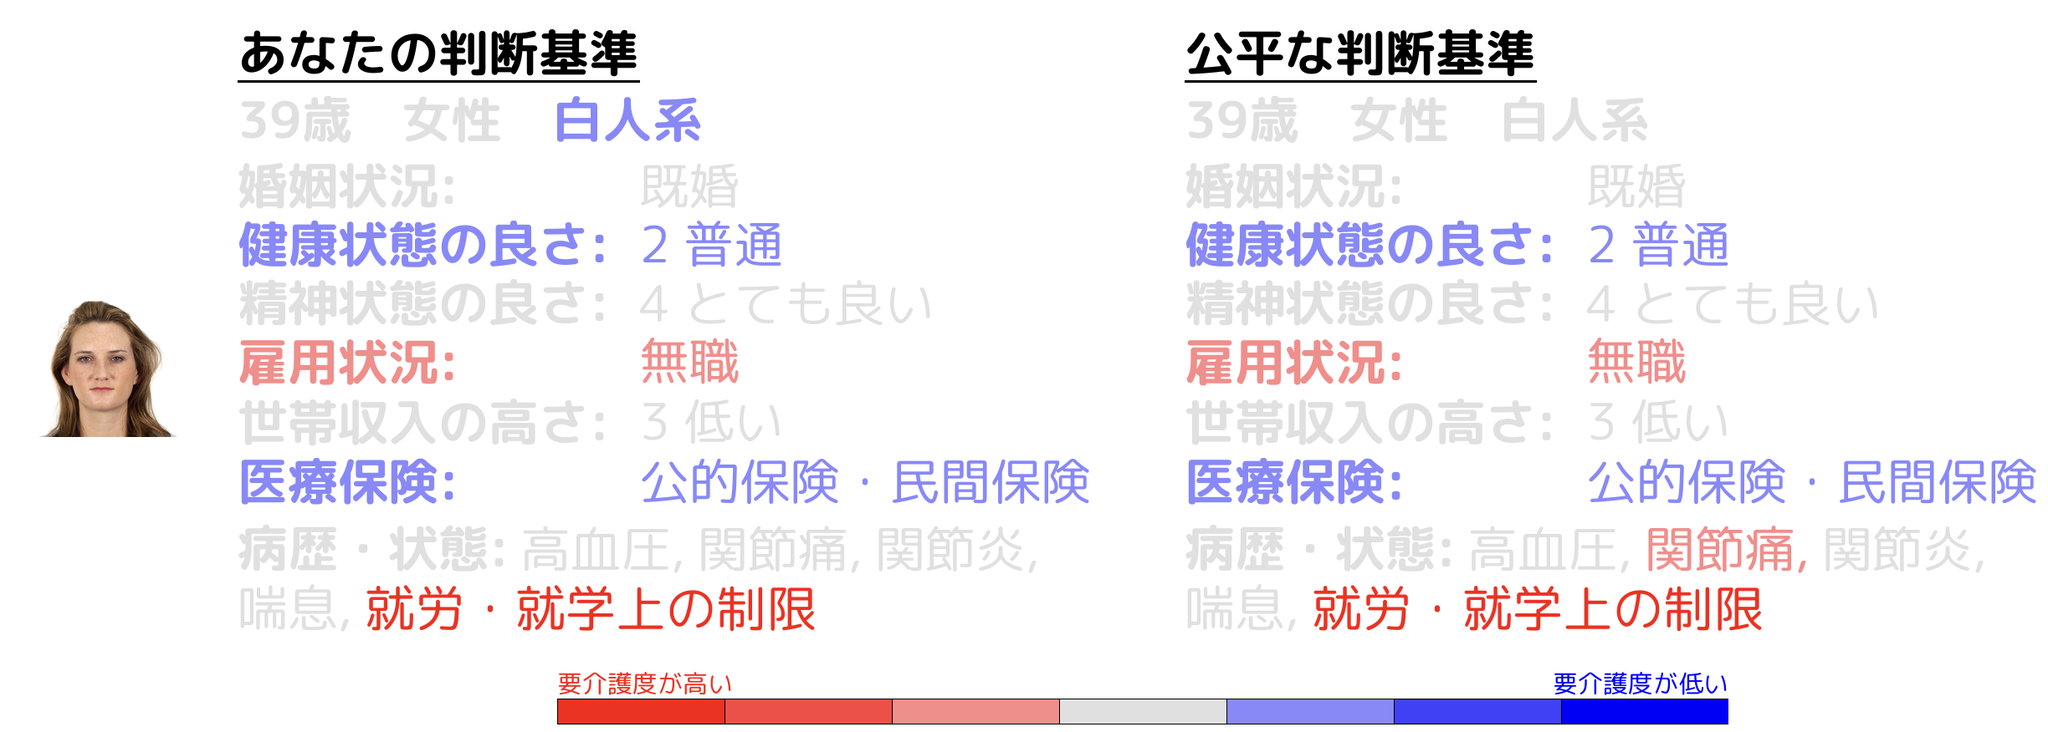 あなたの判断基準
39歳 女性 白人系
婚姻状況: 既婚
健康状態の良さ: 2 普通
精神状態の良さ: 4 とても良い
雇用状況: 無職
世帯収入の高さ: 3 低い
医療保険: 公的保険・民間保険
病歴・状態: 高血圧, 関節痛, 関節炎,
喘息, 就労・就学上の制限
公平な判断基準
39歳 女性 白人系
婚姻状況: 既婚
健康状態の良さ: 2 普通
精神状態の良さ: 4 とても良い
雇用状況: 無職
世帯収入の高さ: 3 低い
医療保険: 公的保険・民間保険
病歴・状態: 高血圧, 関節痛, 関節炎,
喘息, 就労・就学上の制限
要介護度が高い
要介護度が低い